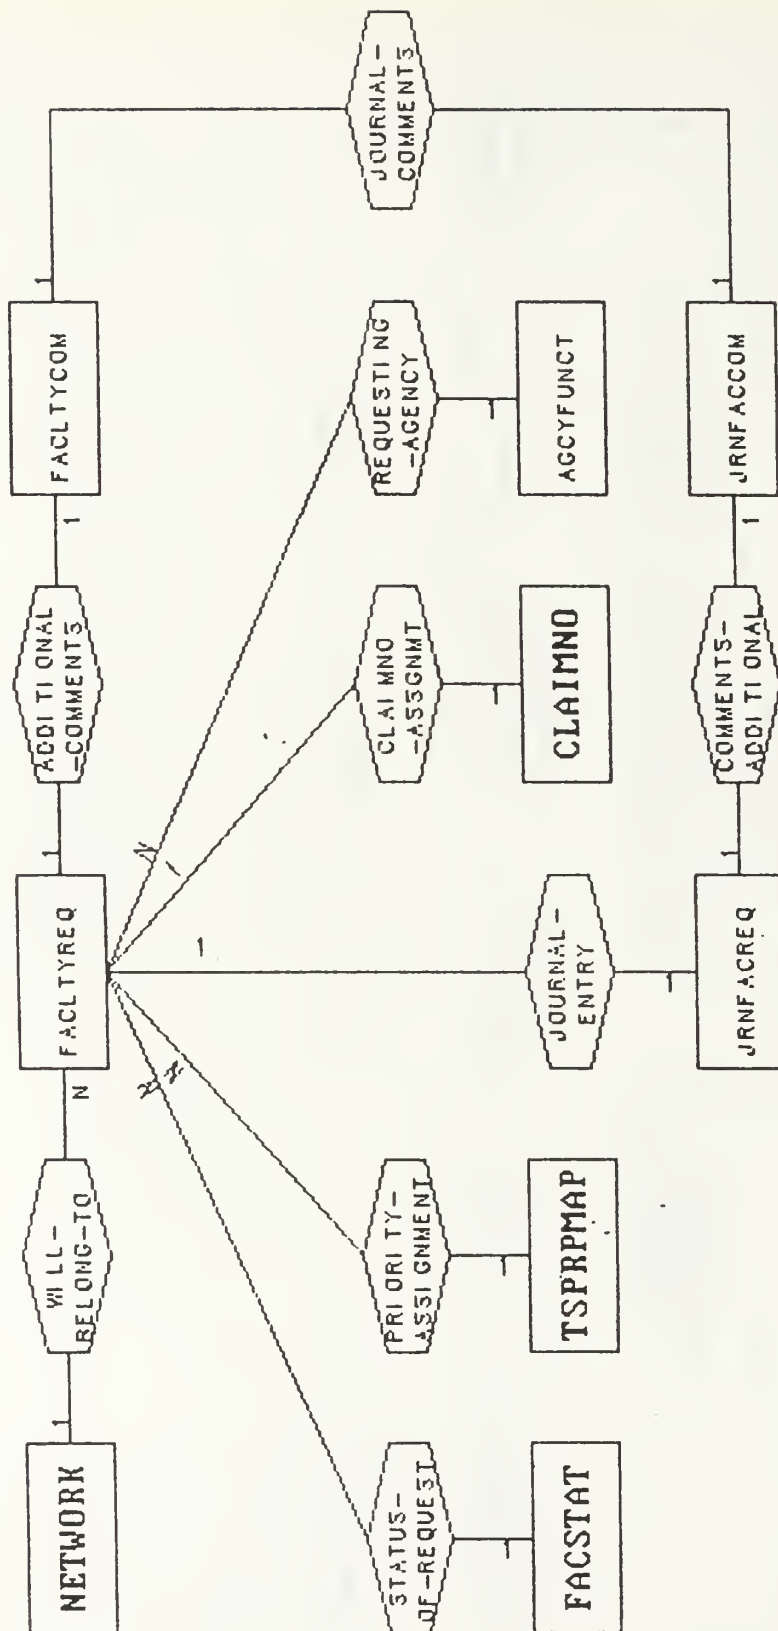 NETWORK
1
WILL-
BELONG-TO
N
FACLTYREQ
1
ADDITIONAL
-COMMENTS
1
FACLTYCOM
1
N
N
1
1
N
STATUS-
OF-REQUEST
PRIORITY-
ASSIGNMENT
CLAIMNO
-ASSGNMT
REQUESTING
-AGENCY
JOURNAL-
COMMENTS
1
1
1
1
FACSTAT
TSPRPMAP
JOURNAL-
ENTRY
CLAIMNO
AGCYFUNCT
1
JRNFACREQ
1
COMMENTS-
ADDITIONAL
1
JRNFACCOM
1